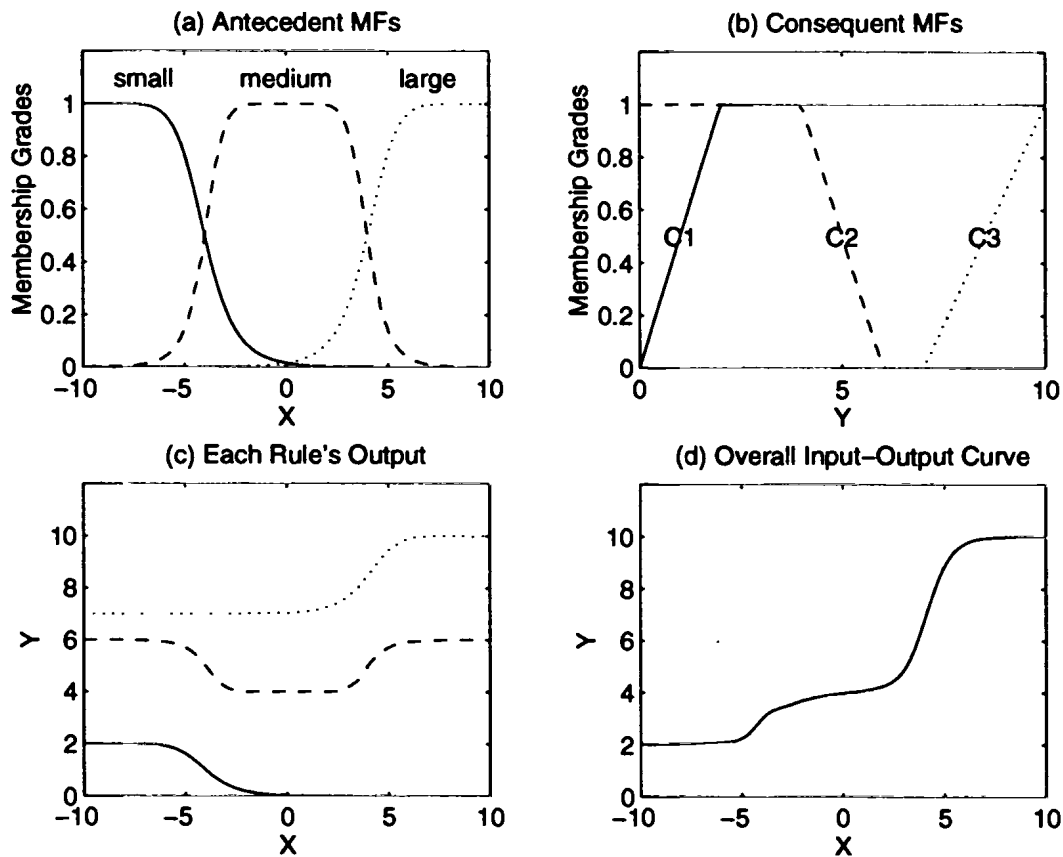 (a) Antecedent MFs
small medium large
Membership Grades
1
0.8
0.6
0.4
0.2
0
−10 −5 0 5 10
X
(b) Consequent MFs
Membership Grades
1
0.8
0.6
0.4
0.2
0
C1 C2 C3
0 5 10
Y
(c) Each Rule's Output
Y
10
8
6
4
2
0
−10 −5 0 5 10
X
(d) Overall Input−Output Curve
Y
10
8
6
4
2
0
−10 −5 0 5 10
X